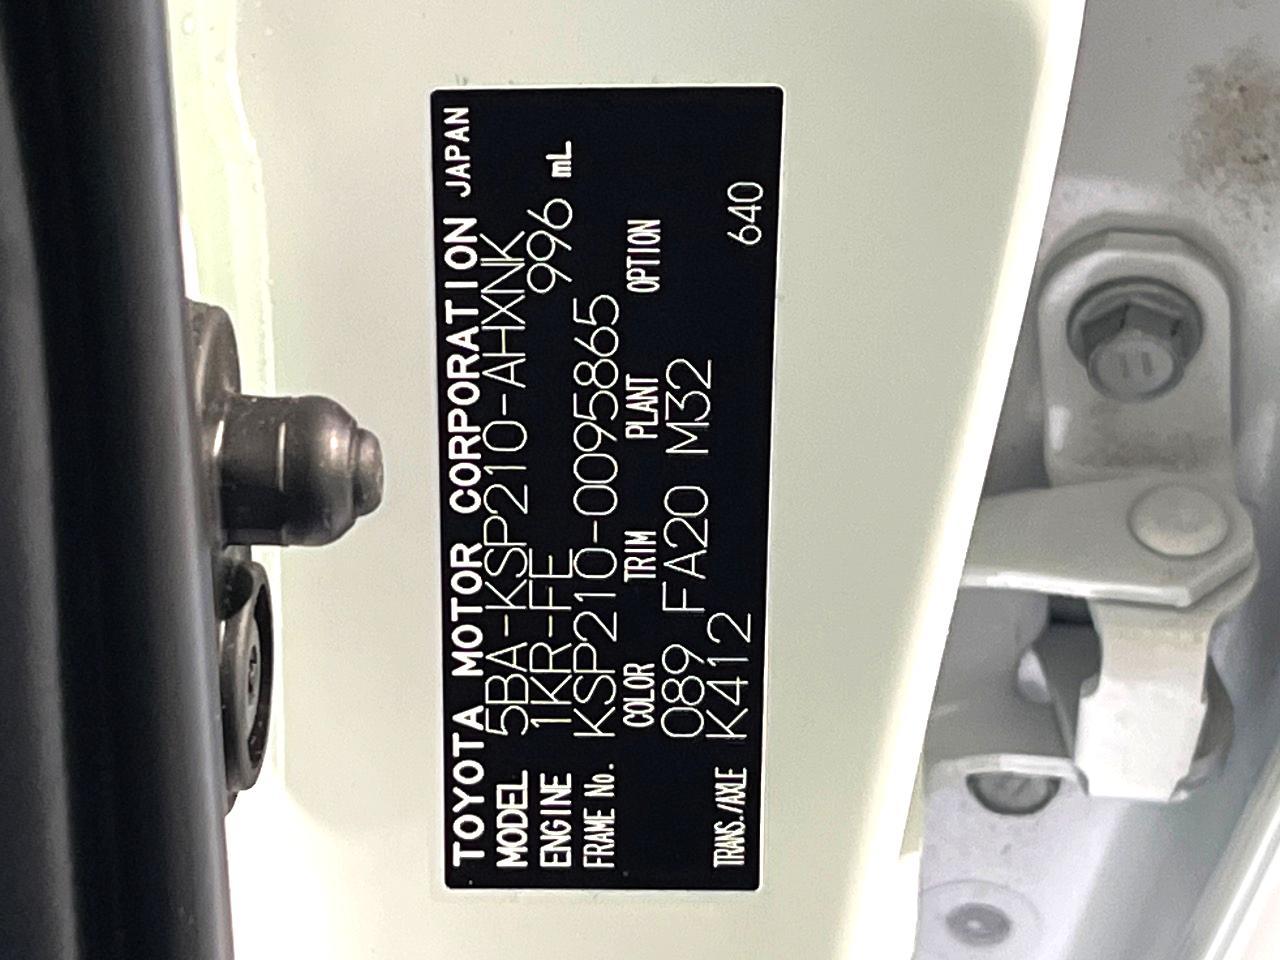 TOYOTA MOTOR CORPORATION JAPAN
MODEL 5BA-KSP210-AHXNK
ENGINE 1KR-FE 996 mL
FRAME No. KSP210-0095865
COLOR TRIM PLANT OPTION
089 FA20 M32
TRANS./AXLE K412 640